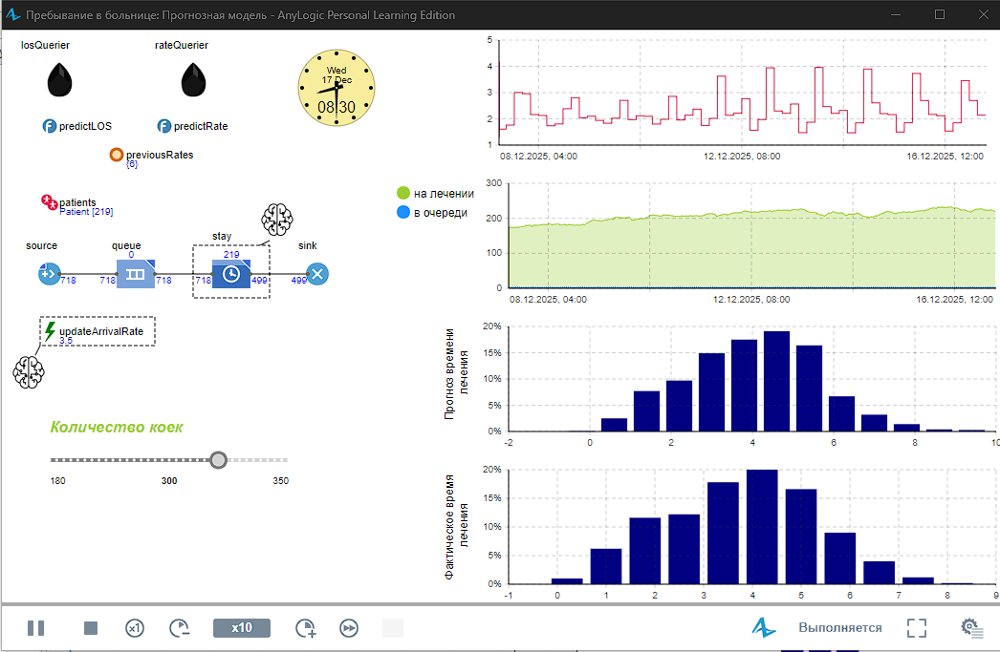 Пребывание в больнице: Прогнозная модель - AnyLogic Personal Learning Edition
losQuerier
rateQuerier
Wed
17 Dec
08:30
predictLOS
predictRate
previousRates
{6}
patients
Patient [219]
source
queue
stay
sink
0
219
718
718
718
718
499
499
updateArrivalRate
3.5
Количество коек
180
300
350
5
4
3
2
1
08.12.2025, 04:00
12.12.2025, 08:00
16.12.2025, 12:00
на лечении
в очереди
300
200
100
0
08.12.2025, 04:00
12.12.2025, 08:00
16.12.2025, 12:00
Прогноз времени
лечения
20%
15%
10%
5%
0%
-2
0
2
4
6
8
10
Фактическое время
лечения
20%
15%
10%
5%
0%
-1
0
1
2
3
4
5
6
7
8
9
x1
x10
Выполняется